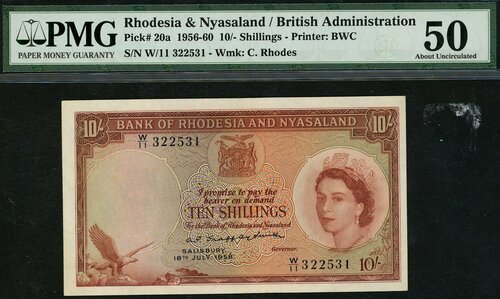 PMG
PAPER MONEY GUARANTY
Rhodesia & Nyasaland / British Administration
Pick# 20a 1956-60 10/- Shillings - Printer: BWC
S/N W/11 322531 - Wmk: C. Rhodes
50
About Uncirculated
10/-
BANK OF RHODESIA AND NYASALAND
10/-
W/11 322531
I promise to pay the
bearer on demand
TEN SHILLINGS
For the Bank of Rhodesia and Nyasaland
Governor.
SALISBURY,
18TH JULY, 1958.
W/11 322531
10/-